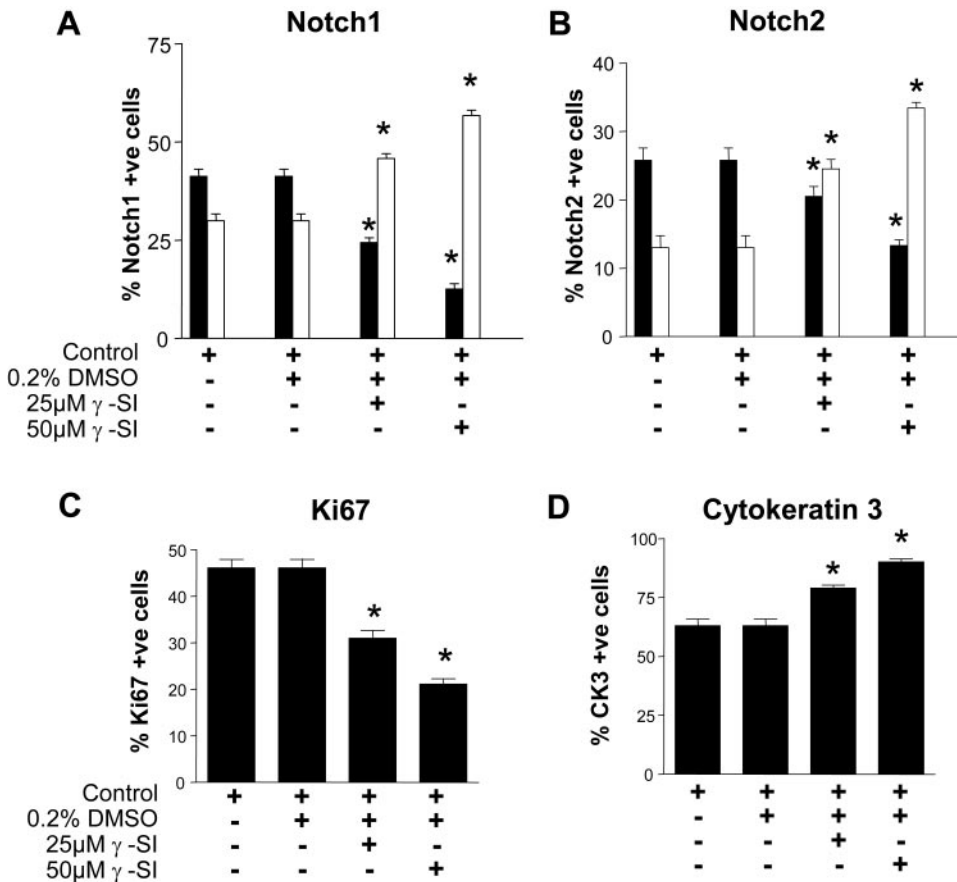 A
Notch1
% Notch1 +ve cells
75
50
25
0
* * * *
Control + + + +
0.2% DMSO - + + +
25µM γ -SI - - + -
50µM γ -SI - - - +
B
Notch2
% Notch2 +ve cells
40
30
20
10
0
* * * *
+ + + +
- + + +
- - + -
- - - +
C
Ki67
% Ki67 +ve cells
50
40
30
20
10
0
* *
Control + + + +
0.2% DMSO - + + +
25µM γ -SI - - + -
50µM γ -SI - - - +
D
Cytokeratin 3
% CK3 +ve cells
100
75
50
25
0
* *
+ + + +
- + + +
- - + -
- - - +